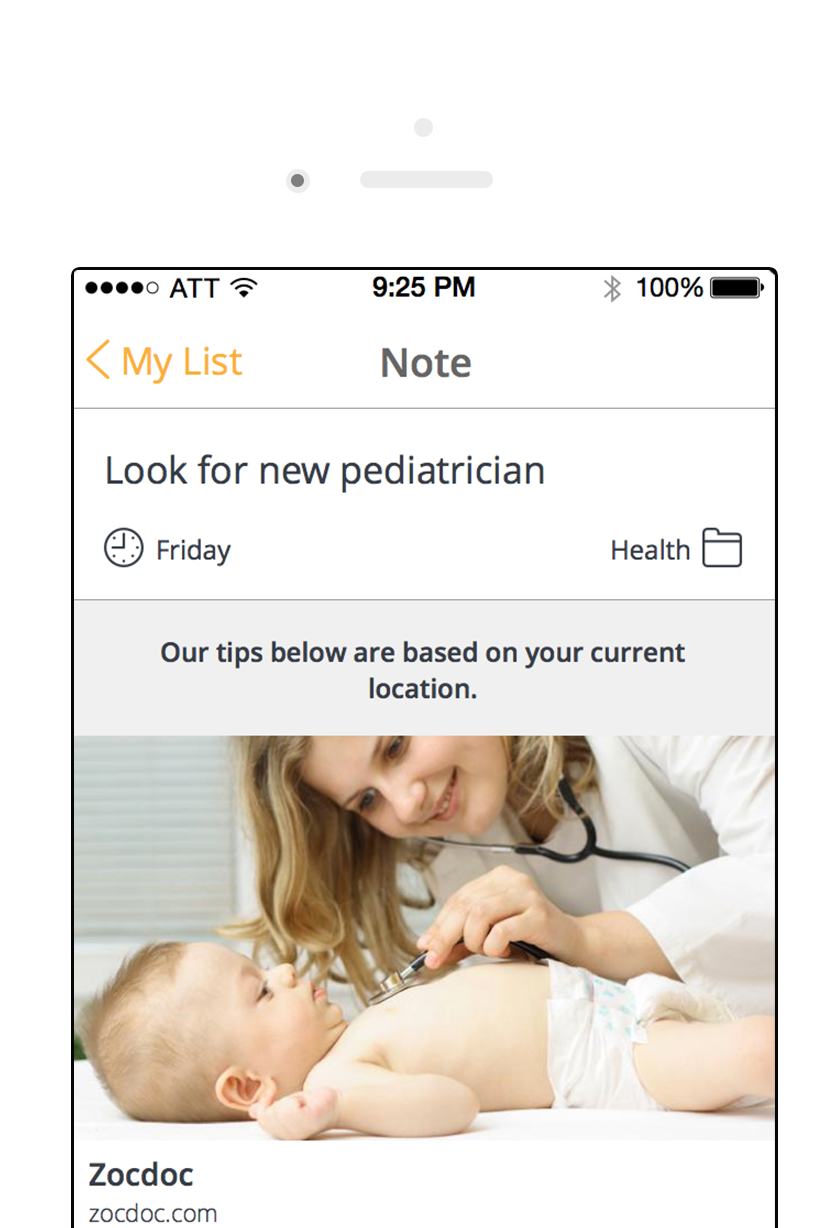 ATT 9:25 PM 100%
My List Note
Look for new pediatrician
Friday Health
Our tips below are based on your current
location.
Zocdoc
zocdoc.com